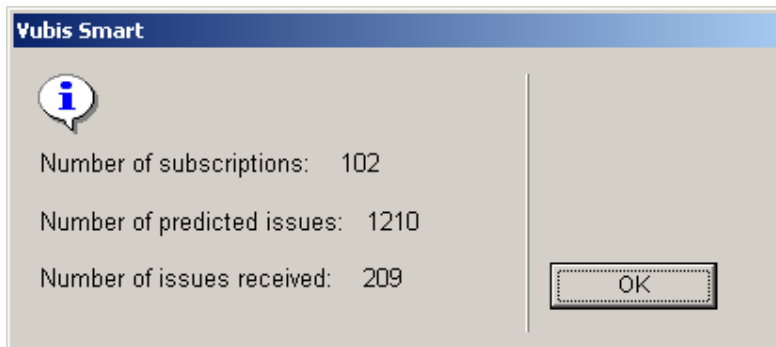 Vubis Smart
Number of subscriptions: 102
Number of predicted issues: 1210
Number of issues received: 209
OK